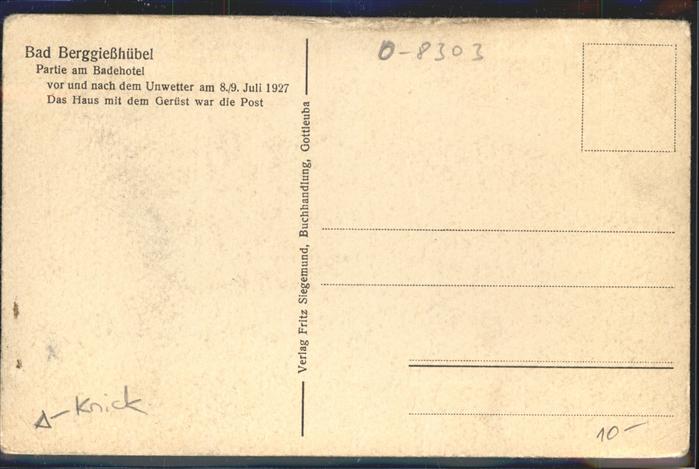 Bad Berggießhübel
Partie am Badehotel
vor und nach dem Unwetter am 8./9. Juli 1927
Das Haus mit dem Gerüst war die Post
Verlag Fritz Siegemund, Buchhandlung, Gottleuba
D-8303
- Knick
10-